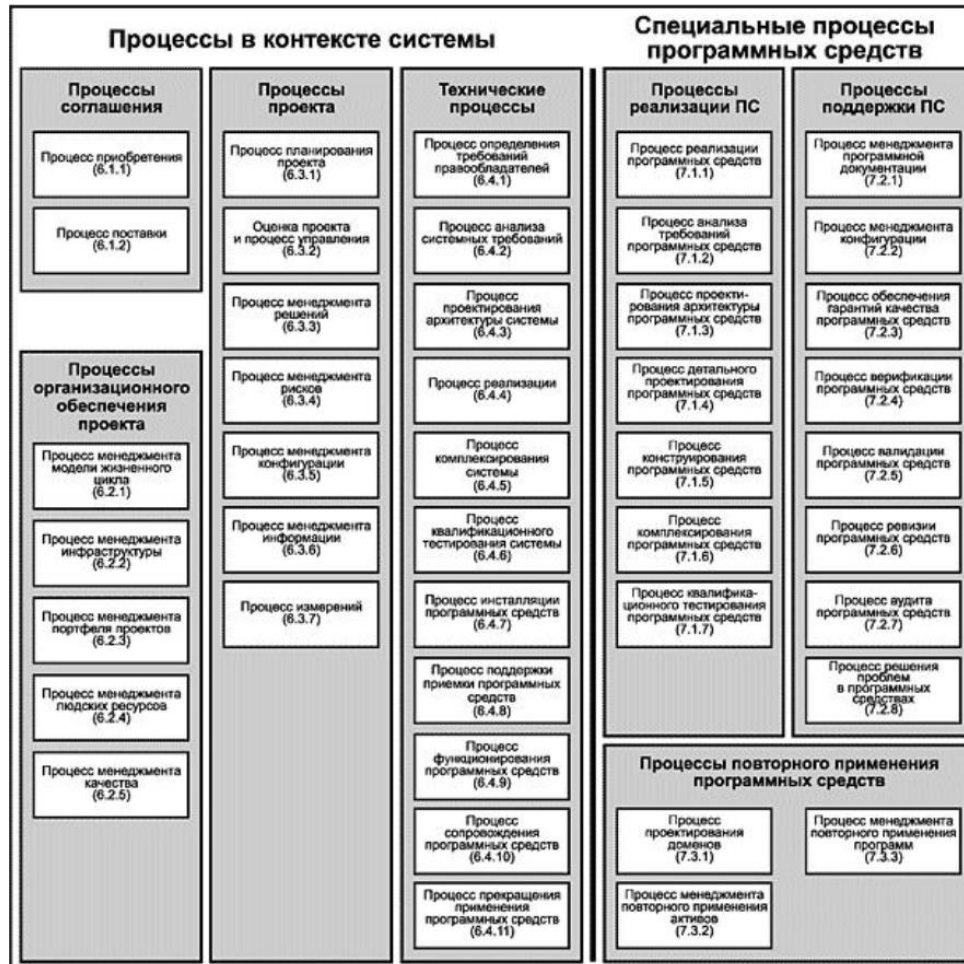 Процессы в контексте системы
Специальные процессы
программных средств
Процессы
соглашения
Процесс приобретения
(6.1.1)
Процесс поставки
(6.1.2)
Процессы
организационного
обеспечения
проекта
Процесс менеджмента
модели жизненного
цикла
(6.2.1)
Процесс менеджмента
инфраструктуры
(6.2.2)
Процесс менеджмента
портфеля проектов
(6.2.3)
Процесс менеджмента
людских ресурсов
(6.2.4)
Процесс менеджмента
качества
(6.2.5)
Процессы
проекта
Процесс планирования
проекта
(6.3.1)
Оценка проекта
и процесс управления
(6.3.2)
Процесс менеджмента
решений
(6.3.3)
Процесс менеджмента
рисков
(6.3.4)
Процесс менеджмента
конфигурации
(6.3.5)
Процесс менеджмента
информации
(6.3.6)
Процесс измерений
(6.3.7)
Технические
процессы
Процесс определения
требований
правообладателей
(6.4.1)
Процесс анализа
системных требований
(6.4.2)
Процесс
проектирования
архитектуры системы
(6.4.3)
Процесс реализации
(6.4.4)
Процесс
комплексирования
системы
(6.4.5)
Процесс
квалификационного
тестирования системы
(6.4.6)
Процесс инсталляции
программных средств
(6.4.7)
Процесс поддержки
приемки программных
средств
(6.4.8)
Процесс
функционирования
программных средств
(6.4.9)
Процесс
сопровождения
программных средств
(6.4.10)
Процесс прекращения
применения
программных средств
(6.4.11)
Процессы
реализации ПС
Процесс реализации
программных средств
(7.1.1)
Процесс анализа
требований
программных средств
(7.1.2)
Процесс проекти-
рования архитектуры
программных средств
(7.1.3)
Процесс детального
проектирования
программных средств
(7.1.4)
Процесс
конструирования
программных средств
(7.1.5)
Процесс
комплексирования
программных средств
(7.1.6)
Процесс квалифика-
ционного тестирования
программных средств
(7.1.7)
Процессы
поддержки ПС
Процесс менеджмента
программной
документации
(7.2.1)
Процесс менеджмента
конфигурации
(7.2.2)
Процесс обеспечения
гарантий качества
программных средств
(7.2.3)
Процесс верификации
программных средств
(7.2.4)
Процесс валидации
программных средств
(7.2.5)
Процесс ревизии
программных средств
(7.2.6)
Процесс аудита
программных средств
(7.2.7)
Процесс решения
проблем
в программных
средствах
(7.2.8)
Процессы повторного применения
программных средств
Процесс
проектирования
доменов
(7.3.1)
Процесс менеджмента
повторного применения
активов
(7.3.2)
Процесс менеджмента
повторного применения
программ
(7.3.3)